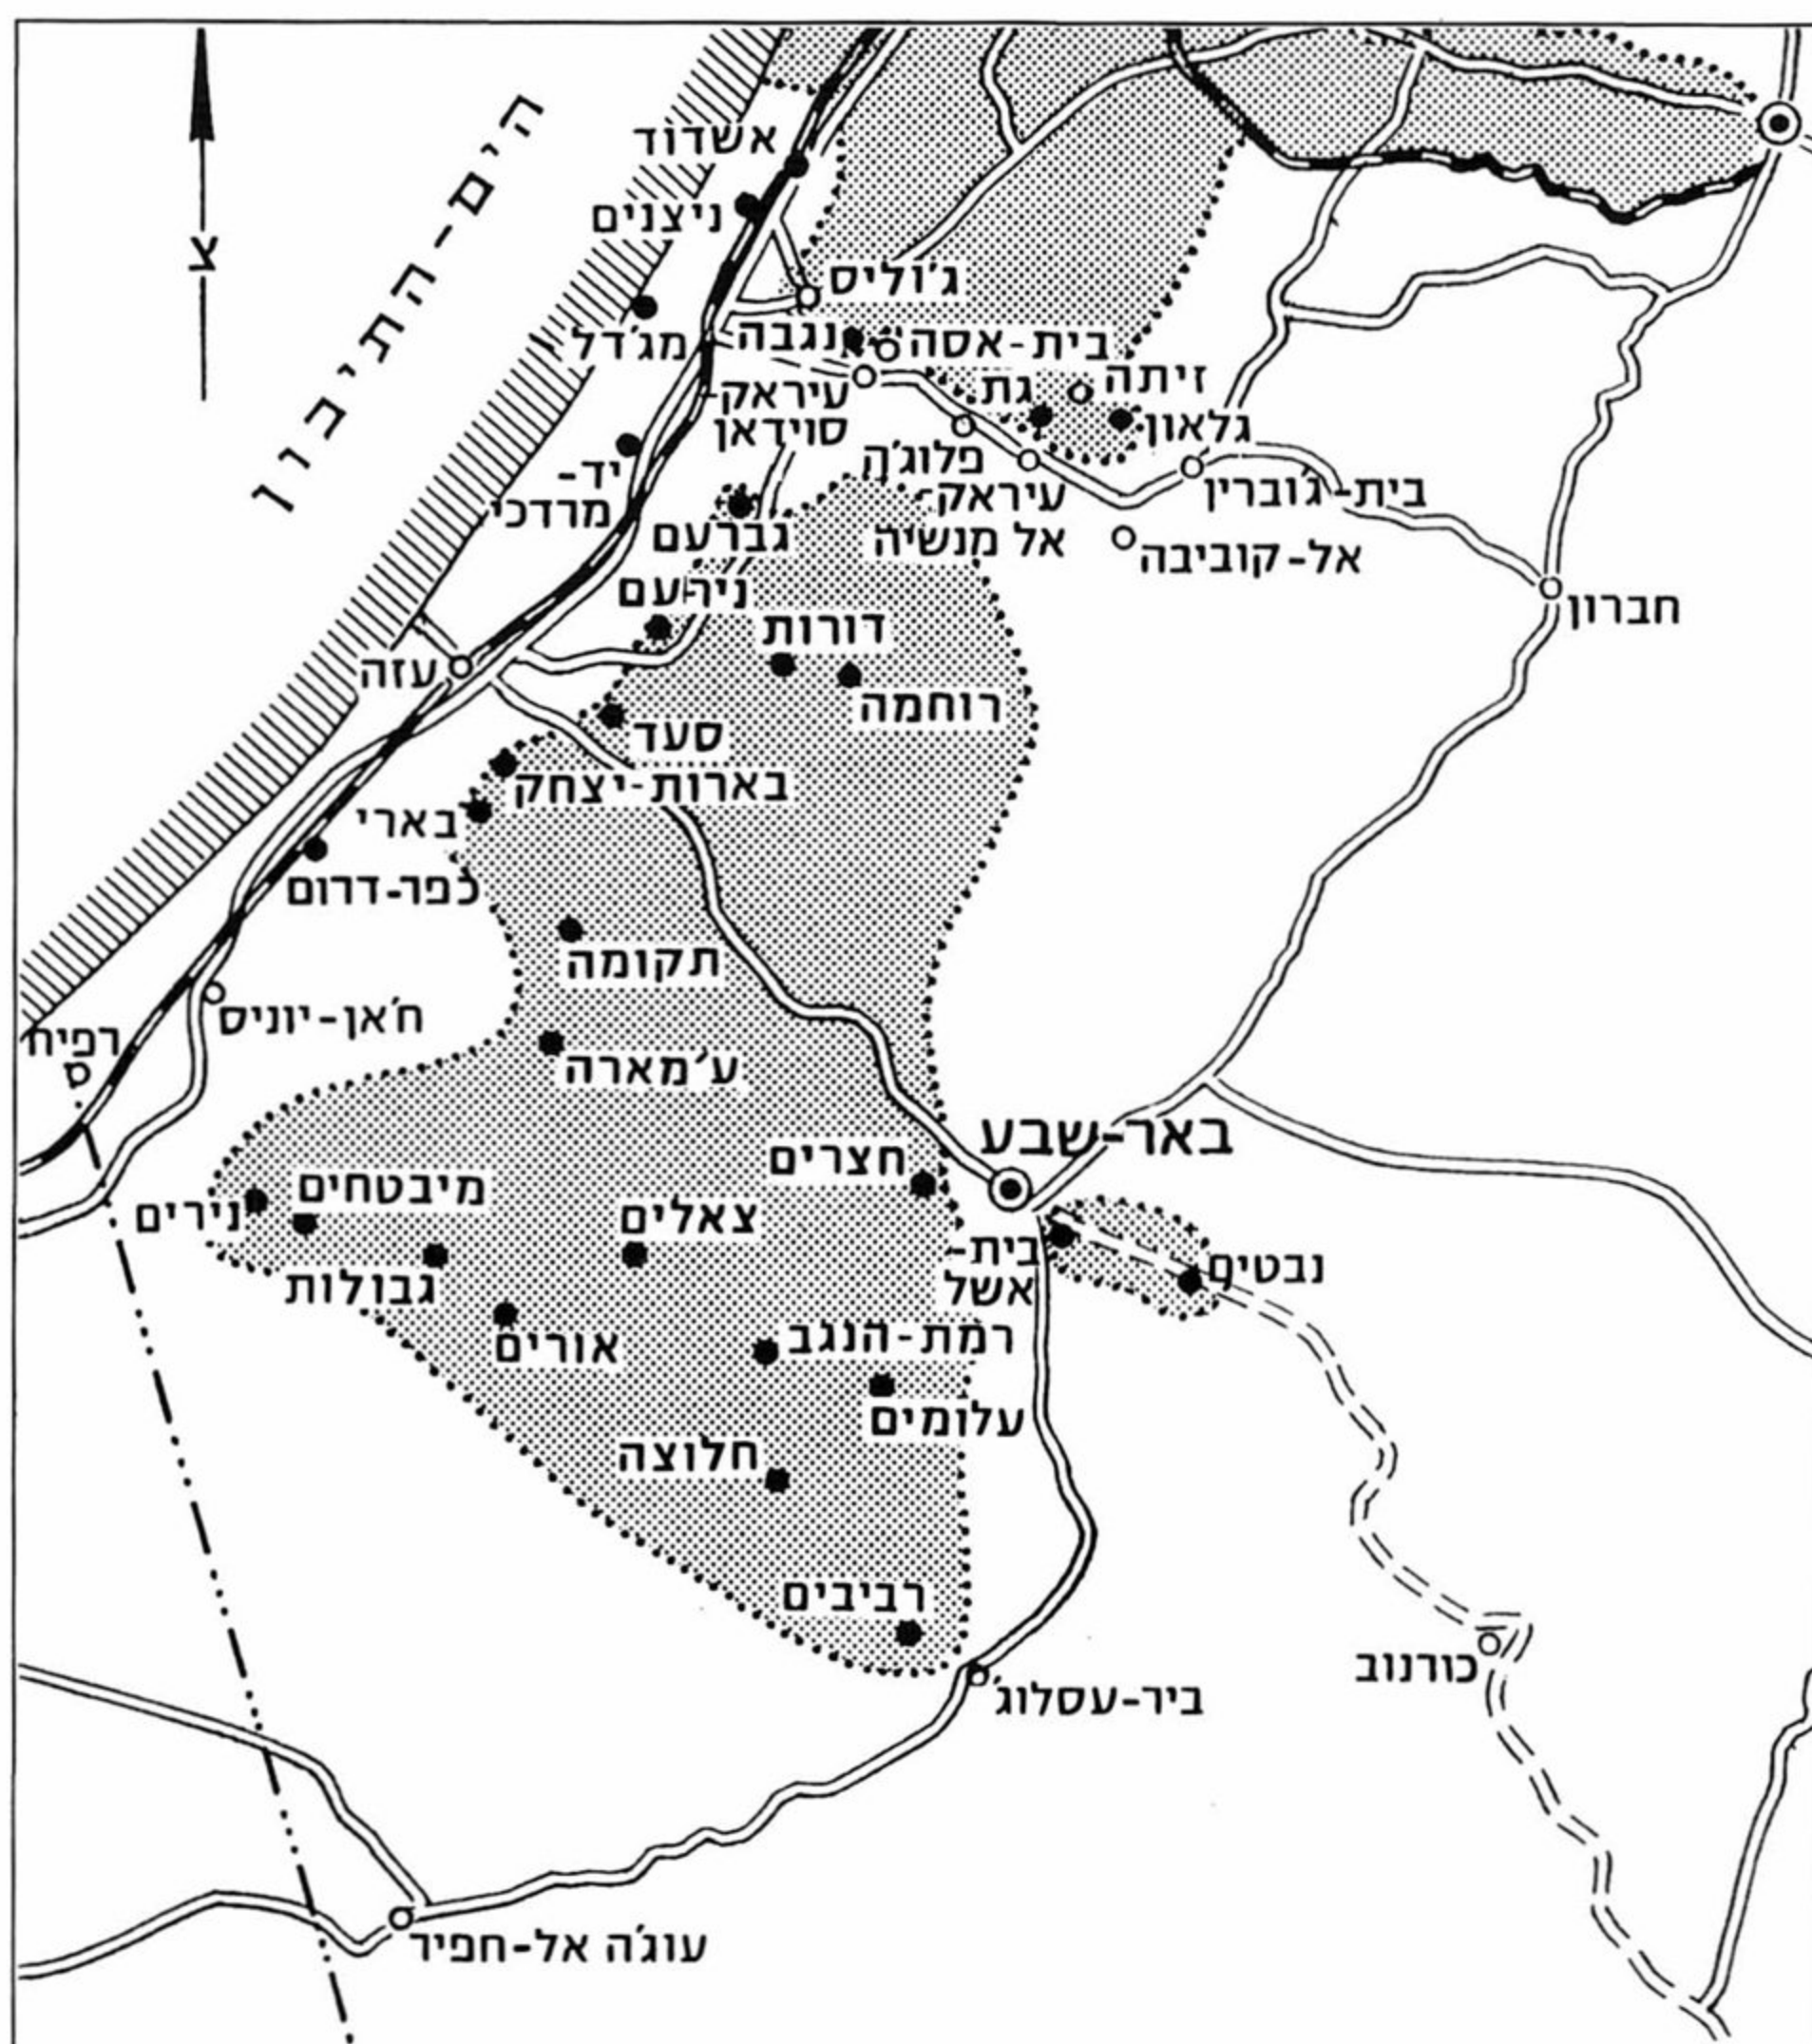 הים-התיכון
צ
אשדוד
ניצנים
ג'וליס
מג'דל
נגבה
בית-אפה
זיתה
גת
גלאון
עיראק-
סוידאן
פלוג'ה
יד-
מרדכי
בית-ג'וברין
עיראק-
אל מנשיה
גברעם
אל-קוביבה
ניר-עם
חברון
דורות
עזה
רוחמה
סעד
בארות-יצחק
בארי
כפר-דרום
תקומה
ח'אן-יוניס
רפיח
ע'מארה
באר-שבע
חצרים
מיבטחים
נירים
צאלים
בית-
אשל
נבטים
גבולות
אורים
רמת-הנגב
עלומים
חלוצה
רביבים
כורנוב
ביר-עסלוג'
עוג'ה אל-חפיר